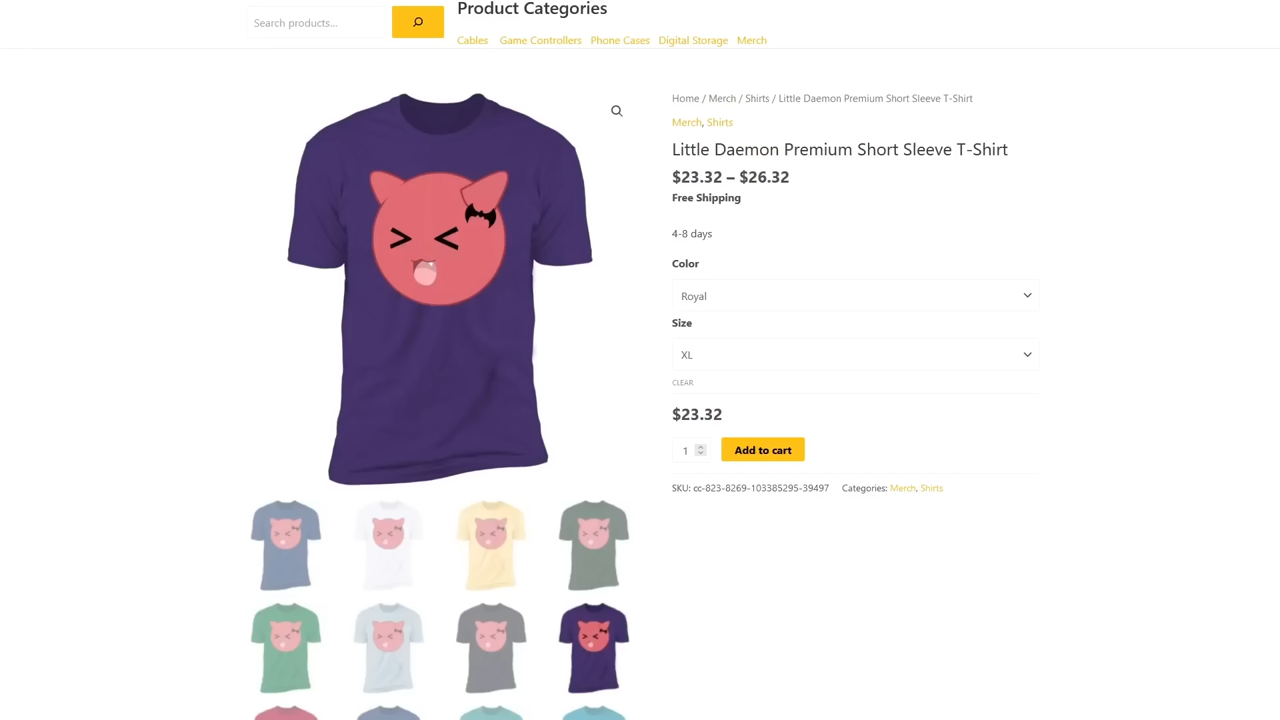 Search products...
Product Categories
Cables Game Controllers Phone Cases Digital Storage Merch
Home / Merch / Shirts / Little Daemon Premium Short Sleeve T-Shirt
Merch, Shirts
Little Daemon Premium Short Sleeve T-Shirt
$23.32 – $26.32
Free Shipping
4-8 days
Color
Royal
Size
XL
CLEAR
$23.32
1 Add to cart
SKU: cc-823-8269-103385295-39497 Categories: Merch, Shirts